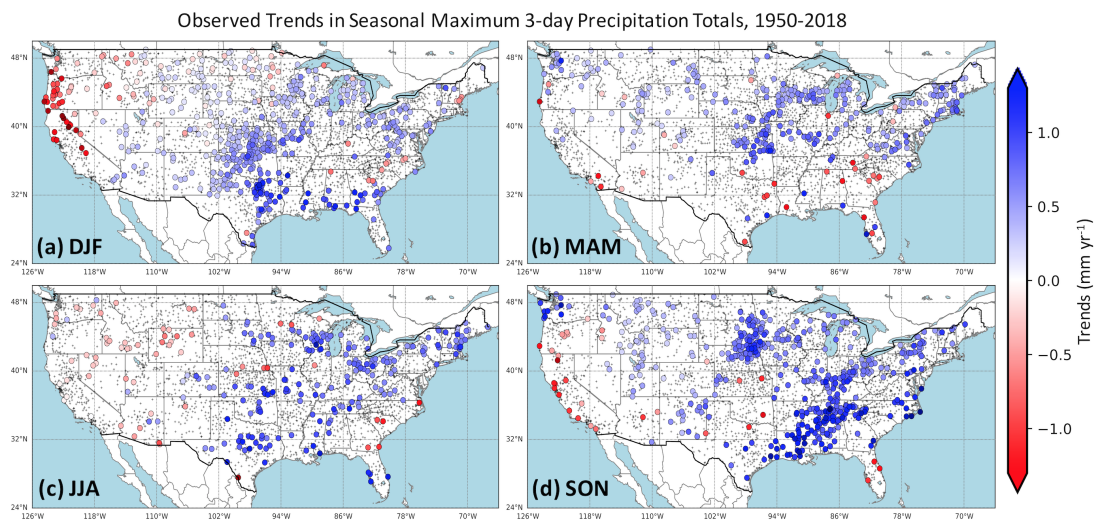 Observed Trends in Seasonal Maximum 3-day Precipitation Totals, 1950-2018
48°N
40°N
32°N
24°N
126°W 118°W 110°W 102°W 94°W 86°W 78°W 70°W
(a) DJF
48°N
40°N
32°N
24°N
126°W 118°W 110°W 102°W 94°W 86°W 78°W 70°W
(b) MAM
48°N
40°N
32°N
24°N
126°W 118°W 110°W 102°W 94°W 86°W 78°W 70°W
(c) JJA
48°N
40°N
32°N
24°N
126°W 118°W 110°W 102°W 94°W 86°W 78°W 70°W
(d) SON
1.0
0.5
0.0
−0.5
−1.0
Trends (mm yr⁻¹)